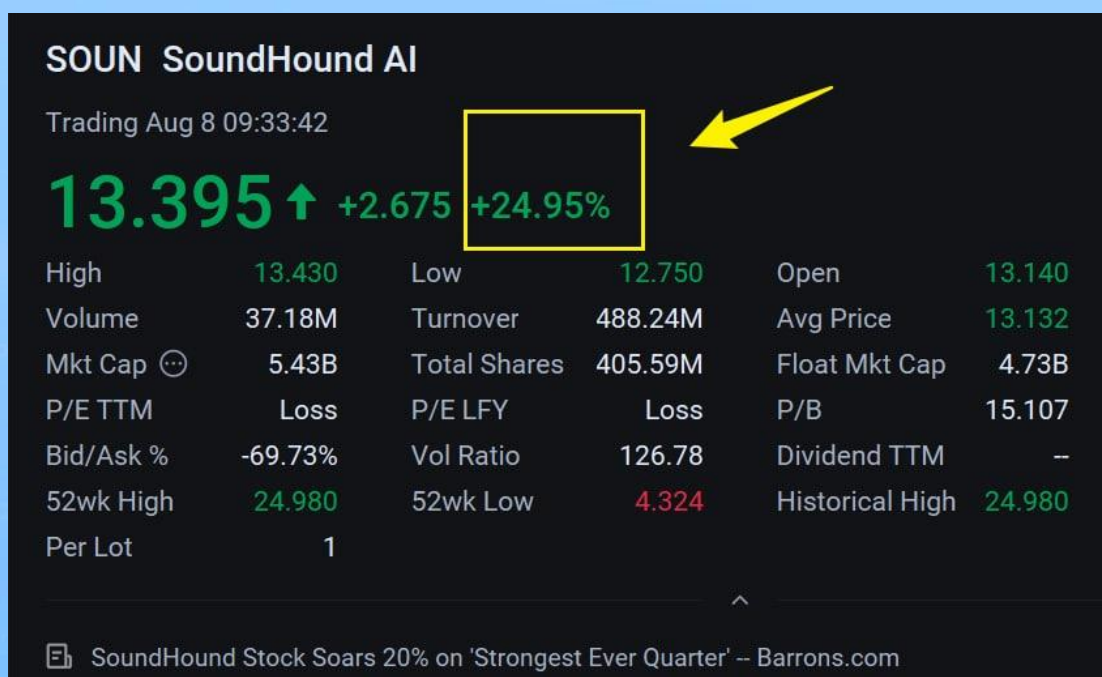 SOUN SoundHound AI
Trading Aug 8 09:33:42
13.395 +2.675 +24.95%
High 13.430 Low 12.750 Open 13.140
Volume 37.18M Turnover 488.24M Avg Price 13.132
Mkt Cap 5.43B Total Shares 405.59M Float Mkt Cap 4.73B
P/E TTM Loss P/E LFY Loss P/B 15.107
Bid/Ask % -69.73% Vol Ratio 126.78 Dividend TTM --
52wk High 24.980 52wk Low 4.324 Historical High 24.980
Per Lot 1
SoundHound Stock Soars 20% on 'Strongest Ever Quarter' -- Barrons.com